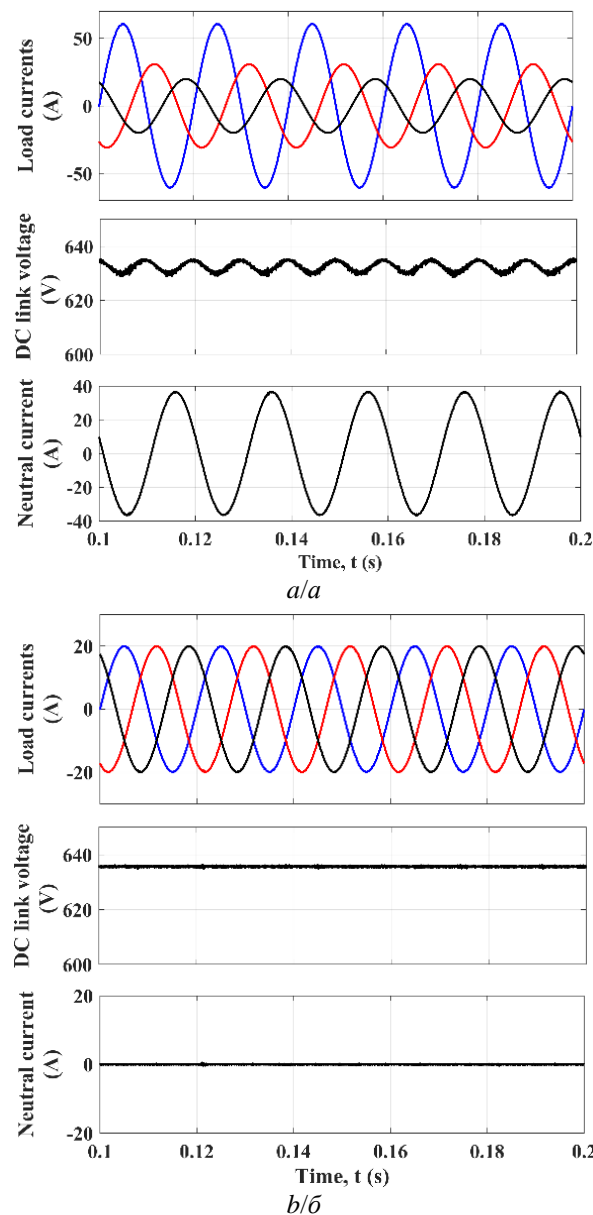 Load currents
(A)
50
0
-50
DC link voltage
(V)
640
620
600
Neutral current
(A)
40
20
0
-20
-40
0.1 0.12 0.14 0.16 0.18 0.2
Time, t (s)
a/а
Load currents
(A)
20
0
-20
DC link voltage
(V)
640
620
600
Neutral current
(A)
20
0
-20
0.1 0.12 0.14 0.16 0.18 0.2
Time, t (s)
b/б